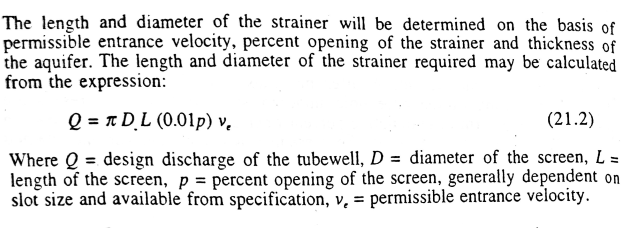 The length and diameter of the strainer will be determined on the basis of
permissible entrance velocity, percent opening of the strainer and thickness of
the aquifer. The length and diameter of the strainer required may be calculated
from the expression:
Q = π D L (0.01p) vₑ (21.2)
Where Q = design discharge of the tubewell, D = diameter of the screen, L =
length of the screen, p = percent opening of the screen, generally dependent on
slot size and available from specification, vₑ = permissible entrance velocity.